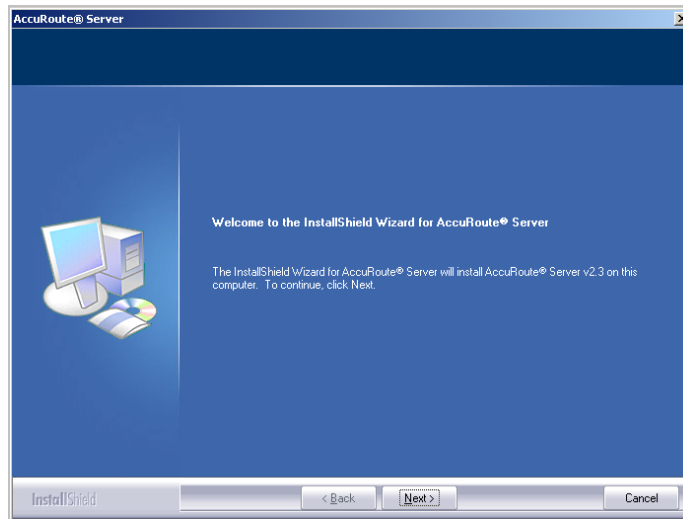 AccuRoute® Server
Welcome to the InstallShield Wizard for AccuRoute® Server
The InstallShield Wizard for AccuRoute® Server will install AccuRoute® Server v2.3 on this
computer. To continue, click Next.
InstallShield
< Back
Next >
Cancel